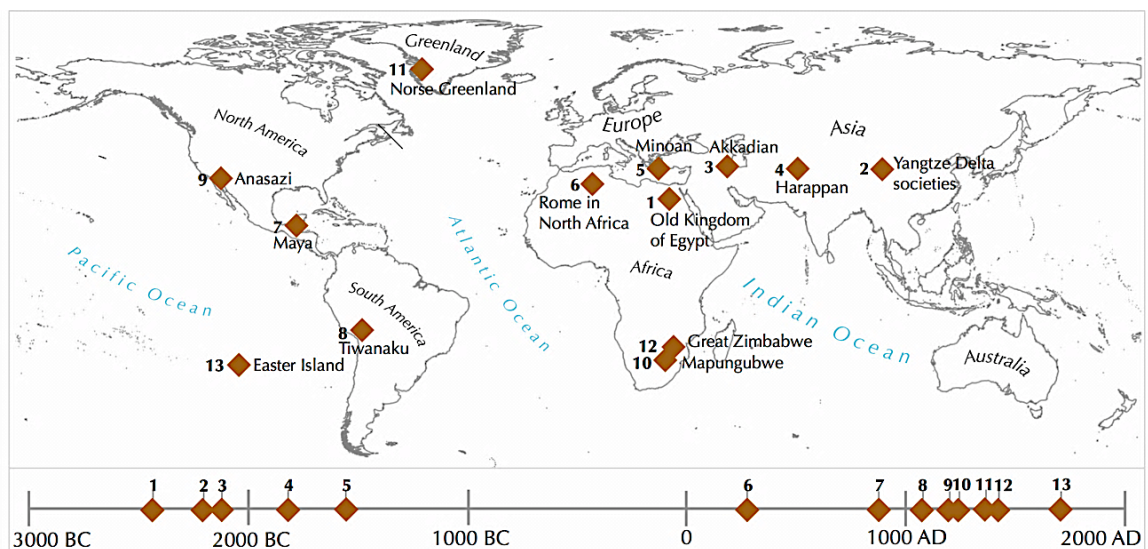 Greenland
11
Norse Greenland
North America
Europe
Asia
Minoan
Akkadian
9 Anasazi
5
3
4
Harappan
2
Yangtze Delta
societies
6
Rome in
North Africa
1
Old Kingdom
of Egypt
7
Maya
Atlantic Ocean
Pacific Ocean
Africa
Indian Ocean
South America
8
Tiwanaku
12 Great Zimbabwe
10 Mapungubwe
13 Easter Island
Australia
1 2 3 4 5 6 7 8 9 10 11 12 13
3000 BC 2000 BC 1000 BC 0 1000 AD 2000 AD